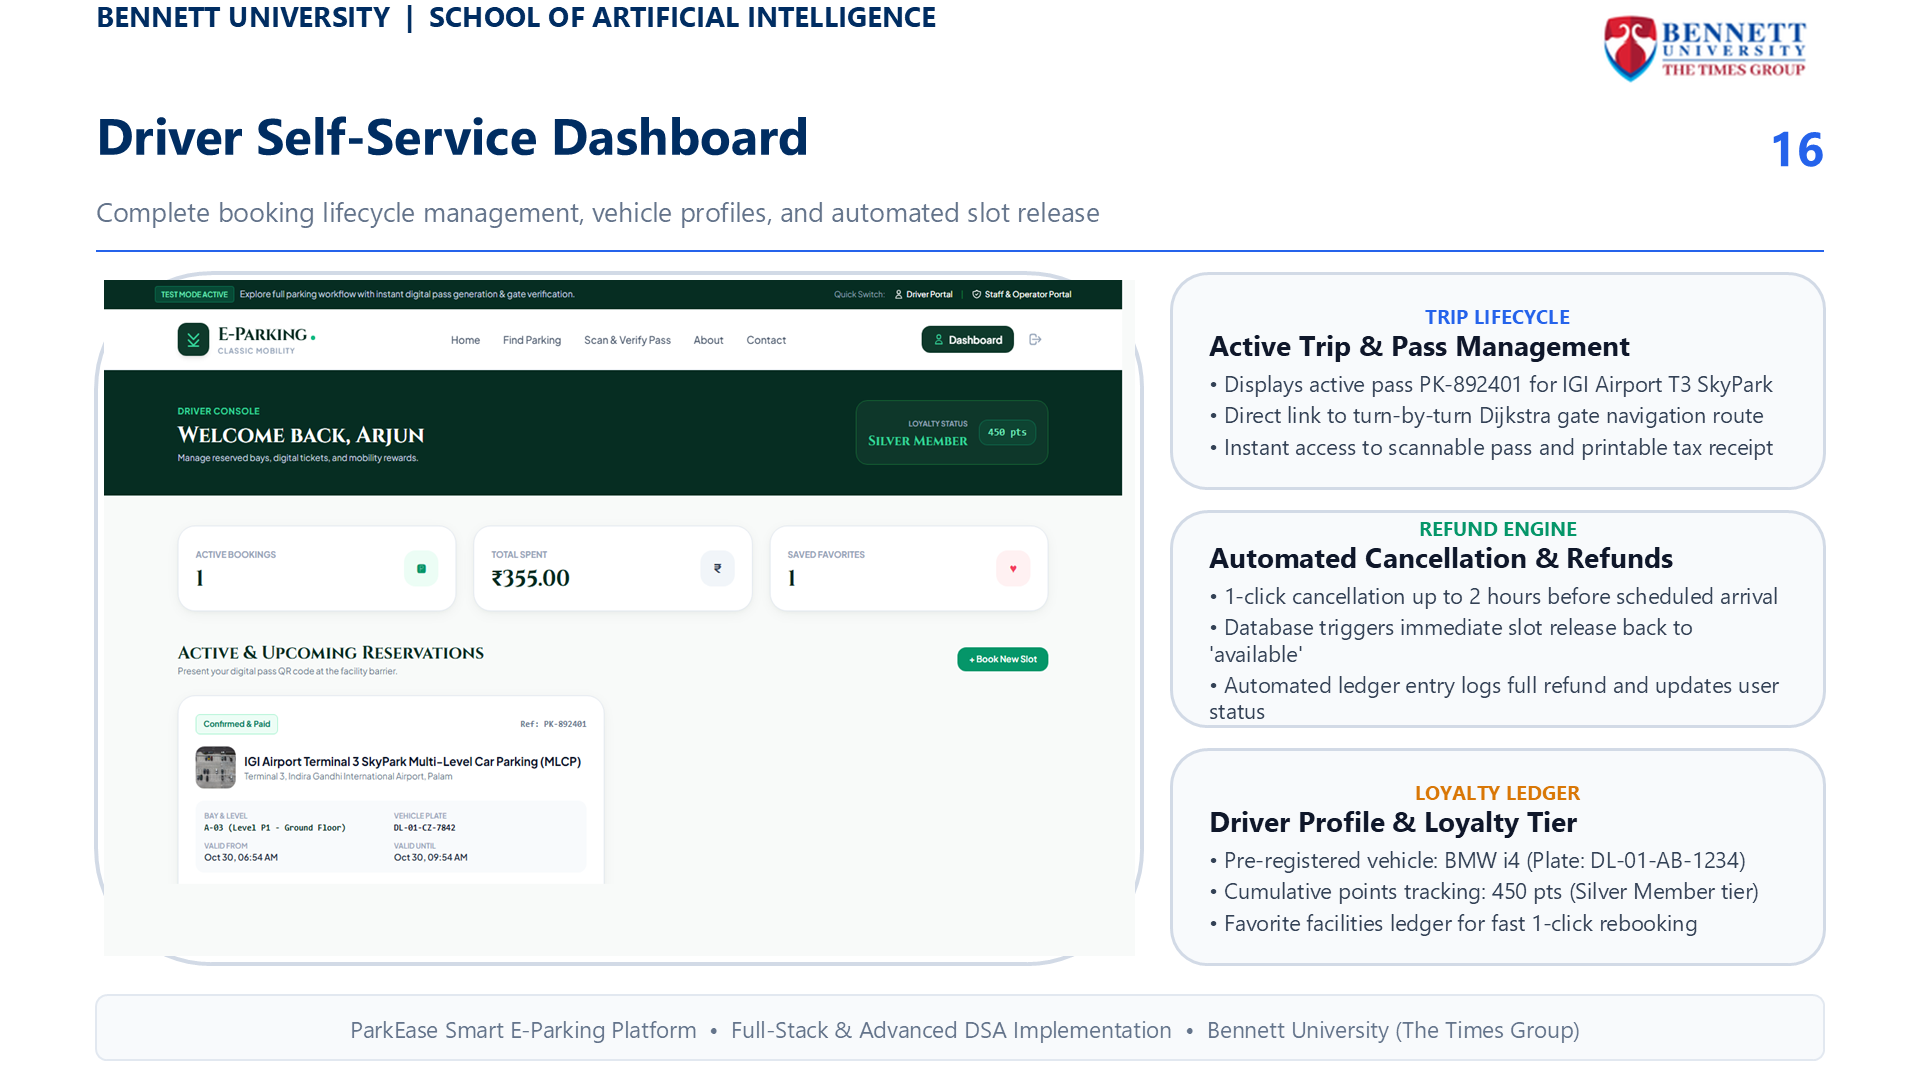 BENNETT UNIVERSITY | SCHOOL OF ARTIFICIAL INTELLIGENCE
BENNETT
UNIVERSITY
THE TIMES GROUP
Driver Self-Service Dashboard
16
Complete booking lifecycle management, vehicle profiles, and automated slot release
TEST MODE ACTIVE Explore full parking workflow with instant digital pass generation & gate verification.
Quick Switch: Driver Portal | Staff & Operator Portal
E-Parking
CLASSIC MOBILITY
Home Find Parking Scan & Verify Pass About Contact
Dashboard
DRIVER CONSOLE
Welcome back, Arjun
Manage reserved bays, digital tickets, and mobility rewards.
LOYALTY STATUS
Silver Member
450 pts
ACTIVE BOOKINGS
1
TOTAL SPENT
₹355.00
₹
SAVED FAVORITES
1
Active & Upcoming Reservations
Present your digital pass QR code at the facility barrier.
+ Book New Slot
Confirmed & Paid
Ref: PK-892401
IGI Airport Terminal 3 SkyPark Multi-Level Car Parking (MLCP)
Terminal 3, Indira Gandhi International Airport, Palam
BAY & LEVEL
A-03 (Level P1 - Ground Floor)
VEHICLE PLATE
DL-01-CZ-7842
VALID FROM
Oct 30, 06:54 AM
VALID UNTIL
Oct 30, 09:54 AM
TRIP LIFECYCLE
Active Trip & Pass Management
• Displays active pass PK-892401 for IGI Airport T3 SkyPark
• Direct link to turn-by-turn Dijkstra gate navigation route
• Instant access to scannable pass and printable tax receipt
REFUND ENGINE
Automated Cancellation & Refunds
• 1-click cancellation up to 2 hours before scheduled arrival
• Database triggers immediate slot release back to
'available'
• Automated ledger entry logs full refund and updates user
status
LOYALTY LEDGER
Driver Profile & Loyalty Tier
• Pre-registered vehicle: BMW i4 (Plate: DL-01-AB-1234)
• Cumulative points tracking: 450 pts (Silver Member tier)
• Favorite facilities ledger for fast 1-click rebooking
ParkEase Smart E-Parking Platform • Full-Stack & Advanced DSA Implementation • Bennett University (The Times Group)